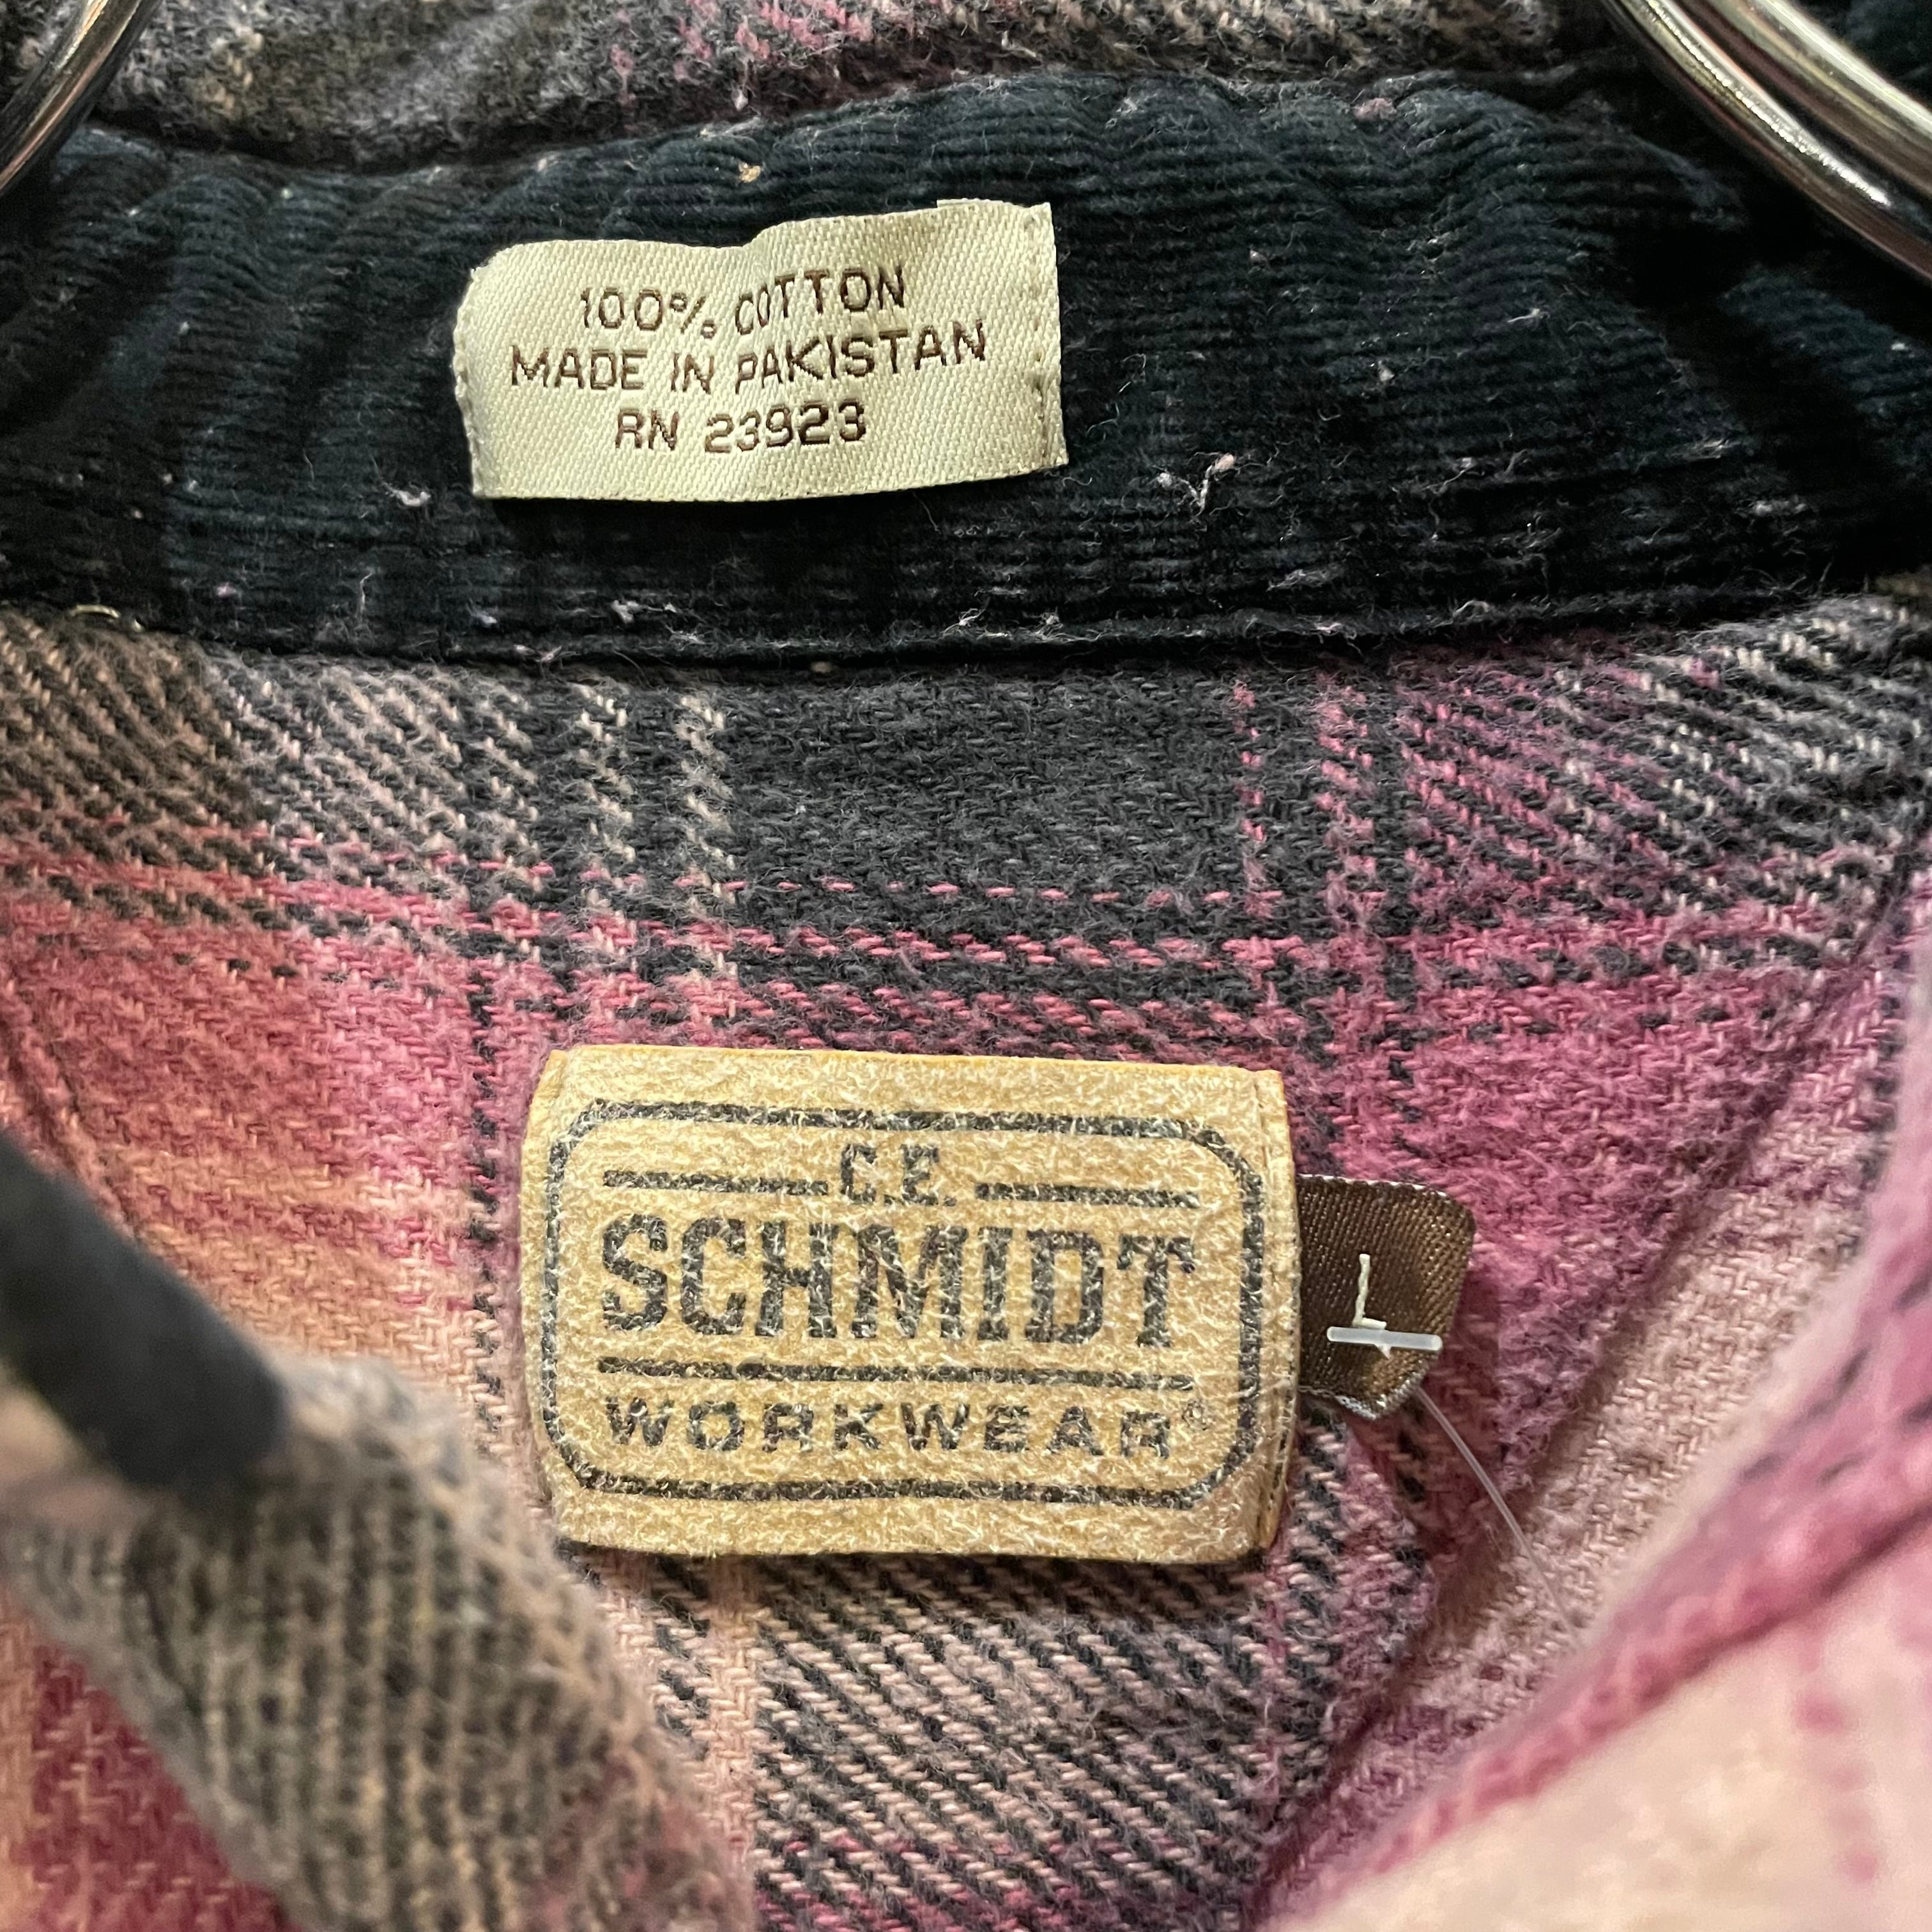 100% COTTON
MADE IN PAKISTAN
RN 23923
C.E.
SCHMIDT
WORKWEAR®
L